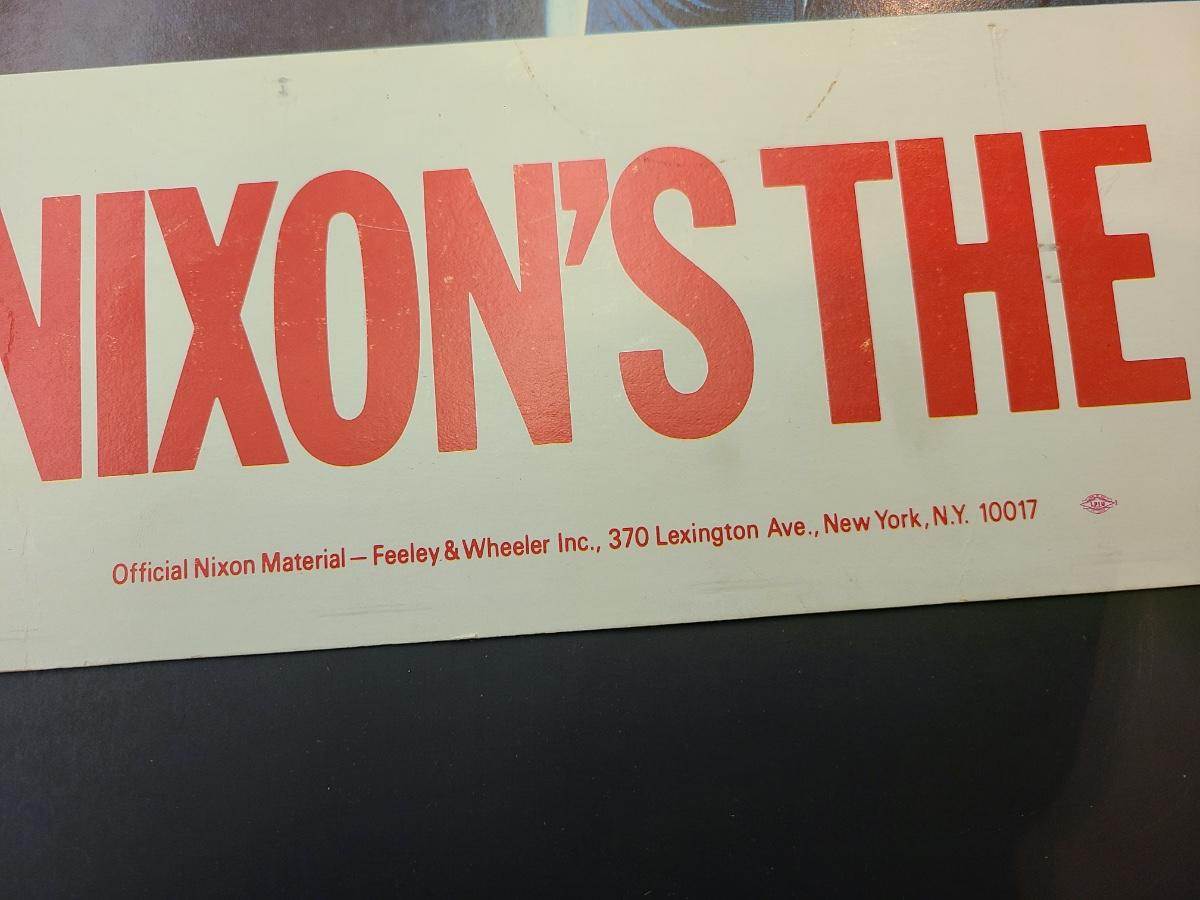 NIXON'S THE
Official Nixon Material — Feeley & Wheeler Inc., 370 Lexington Ave., New York, N.Y. 10017